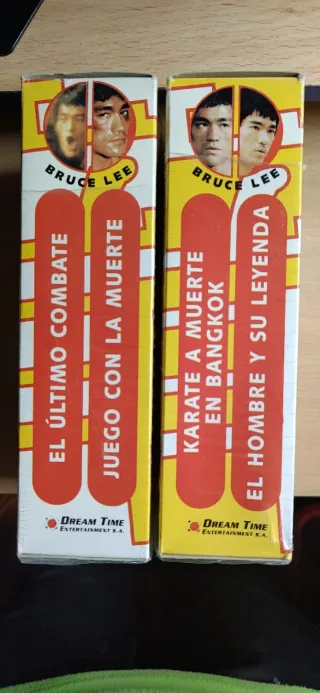 BRUCE LEE
EL ÚLTIMO COMBATE
JUEGO CON LA MUERTE
DREAM TIME
ENTERTAINMENT S.A.
BRUCE LEE
KARATE A MUERTE
EN BANGKOK
EL HOMBRE Y SU LEYENDA
DREAM TIME
ENTERTAINMENT S.A.